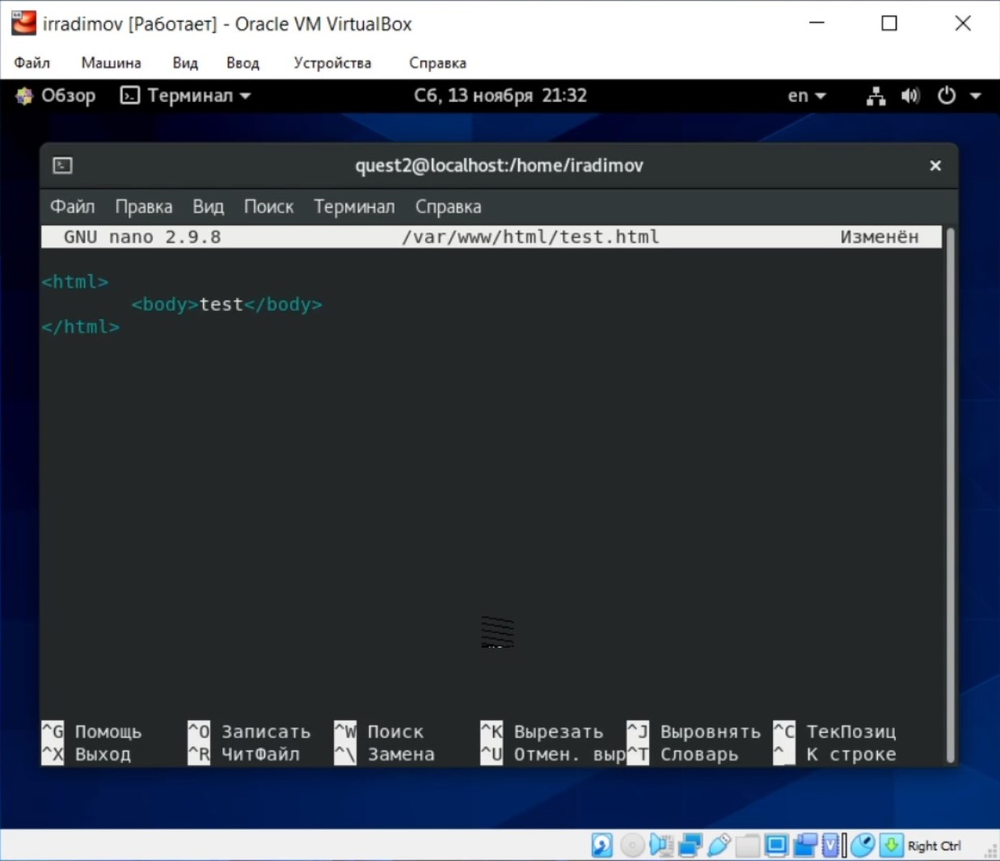 irradimov [Работает] - Oracle VM VirtualBox
Файл Машина Вид Ввод Устройства Справка
Обзор Терминал Сб, 13 ноября 21:32 en
quest2@localhost:/home/iradimov
Файл Правка Вид Поиск Терминал Справка
GNU nano 2.9.8 /var/www/html/test.html Изменён
<html>
<body>test</body>
</html>
^G Помощь ^O Записать ^W Поиск ^K Вырезать ^J Выровнять ^C ТекПозиц
^X Выход ^R ЧитФайл ^\ Замена ^U Отмен. выр ^T Словарь ^_ К строке
Right Ctrl